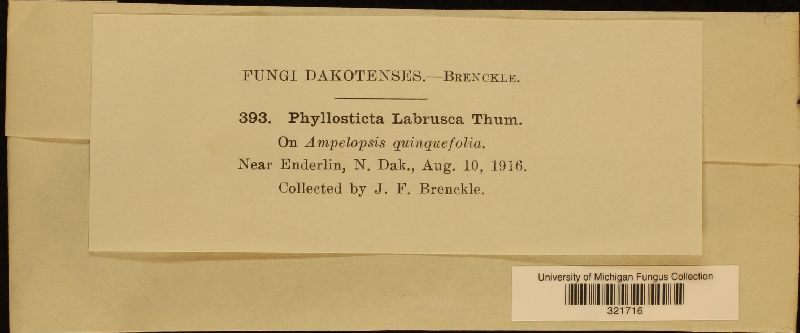 FUNGI DAKOTENSES.—BRENCKLE.
393. Phyllosticta Labrusca Thum.
On Ampelopsis quinquefolia.
Near Enderlin, N. Dak., Aug. 10, 1916.
Collected by J. F. Brenckle.
University of Michigan Fungus Collection
321716